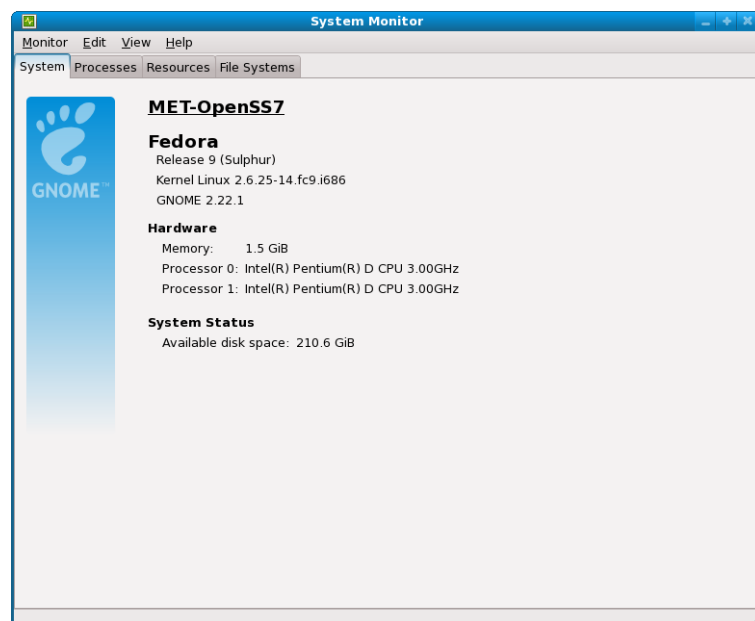 System Monitor
Monitor Edit View Help
System Processes Resources File Systems
GNOME™
MET-OpenSS7
Fedora
Release 9 (Sulphur)
Kernel Linux 2.6.25-14.fc9.i686
GNOME 2.22.1
Hardware
Memory: 1.5 GiB
Processor 0: Intel(R) Pentium(R) D CPU 3.00GHz
Processor 1: Intel(R) Pentium(R) D CPU 3.00GHz
System Status
Available disk space: 210.6 GiB